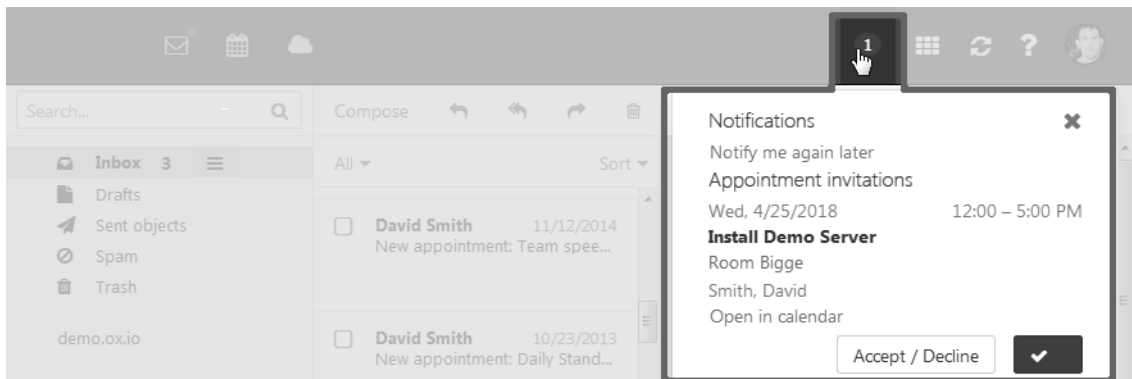 1
?
Search...
Compose
Inbox 3
All
Sort
Drafts
Sent objects
Spam
Trash
demo.ox.io
David Smith 11/12/2014
New appointment: Team spee...
David Smith 10/23/2013
New appointment: Daily Stand...
Notifications
Notify me again later
Appointment invitations
Wed, 4/25/2018 12:00 – 5:00 PM
Install Demo Server
Room Bigge
Smith, David
Open in calendar
Accept / Decline